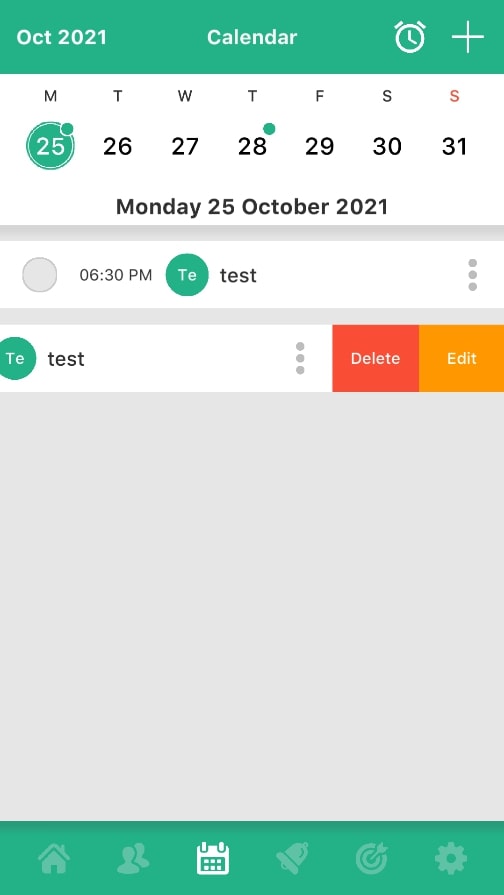 Oct 2021 Calendar
M T W T F S S
25 26 27 28 29 30 31
Monday 25 October 2021
06:30 PM Te test
Te test Delete Edit